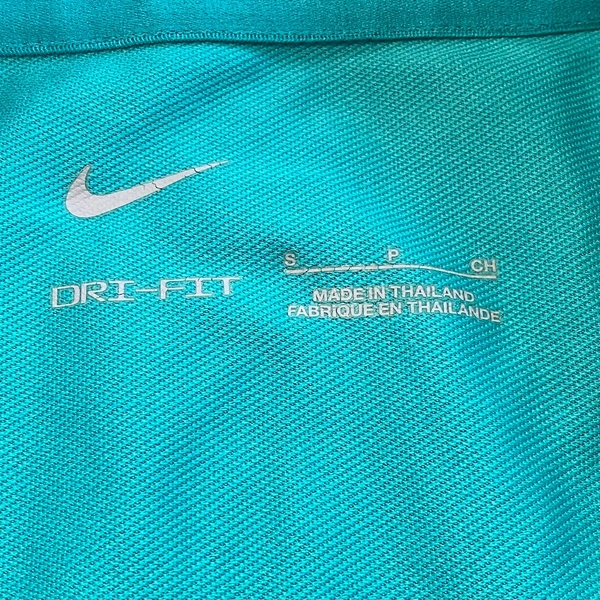 DRI-FIT
S P CH
MADE IN THAILAND
FABRIQUE EN THAILANDE